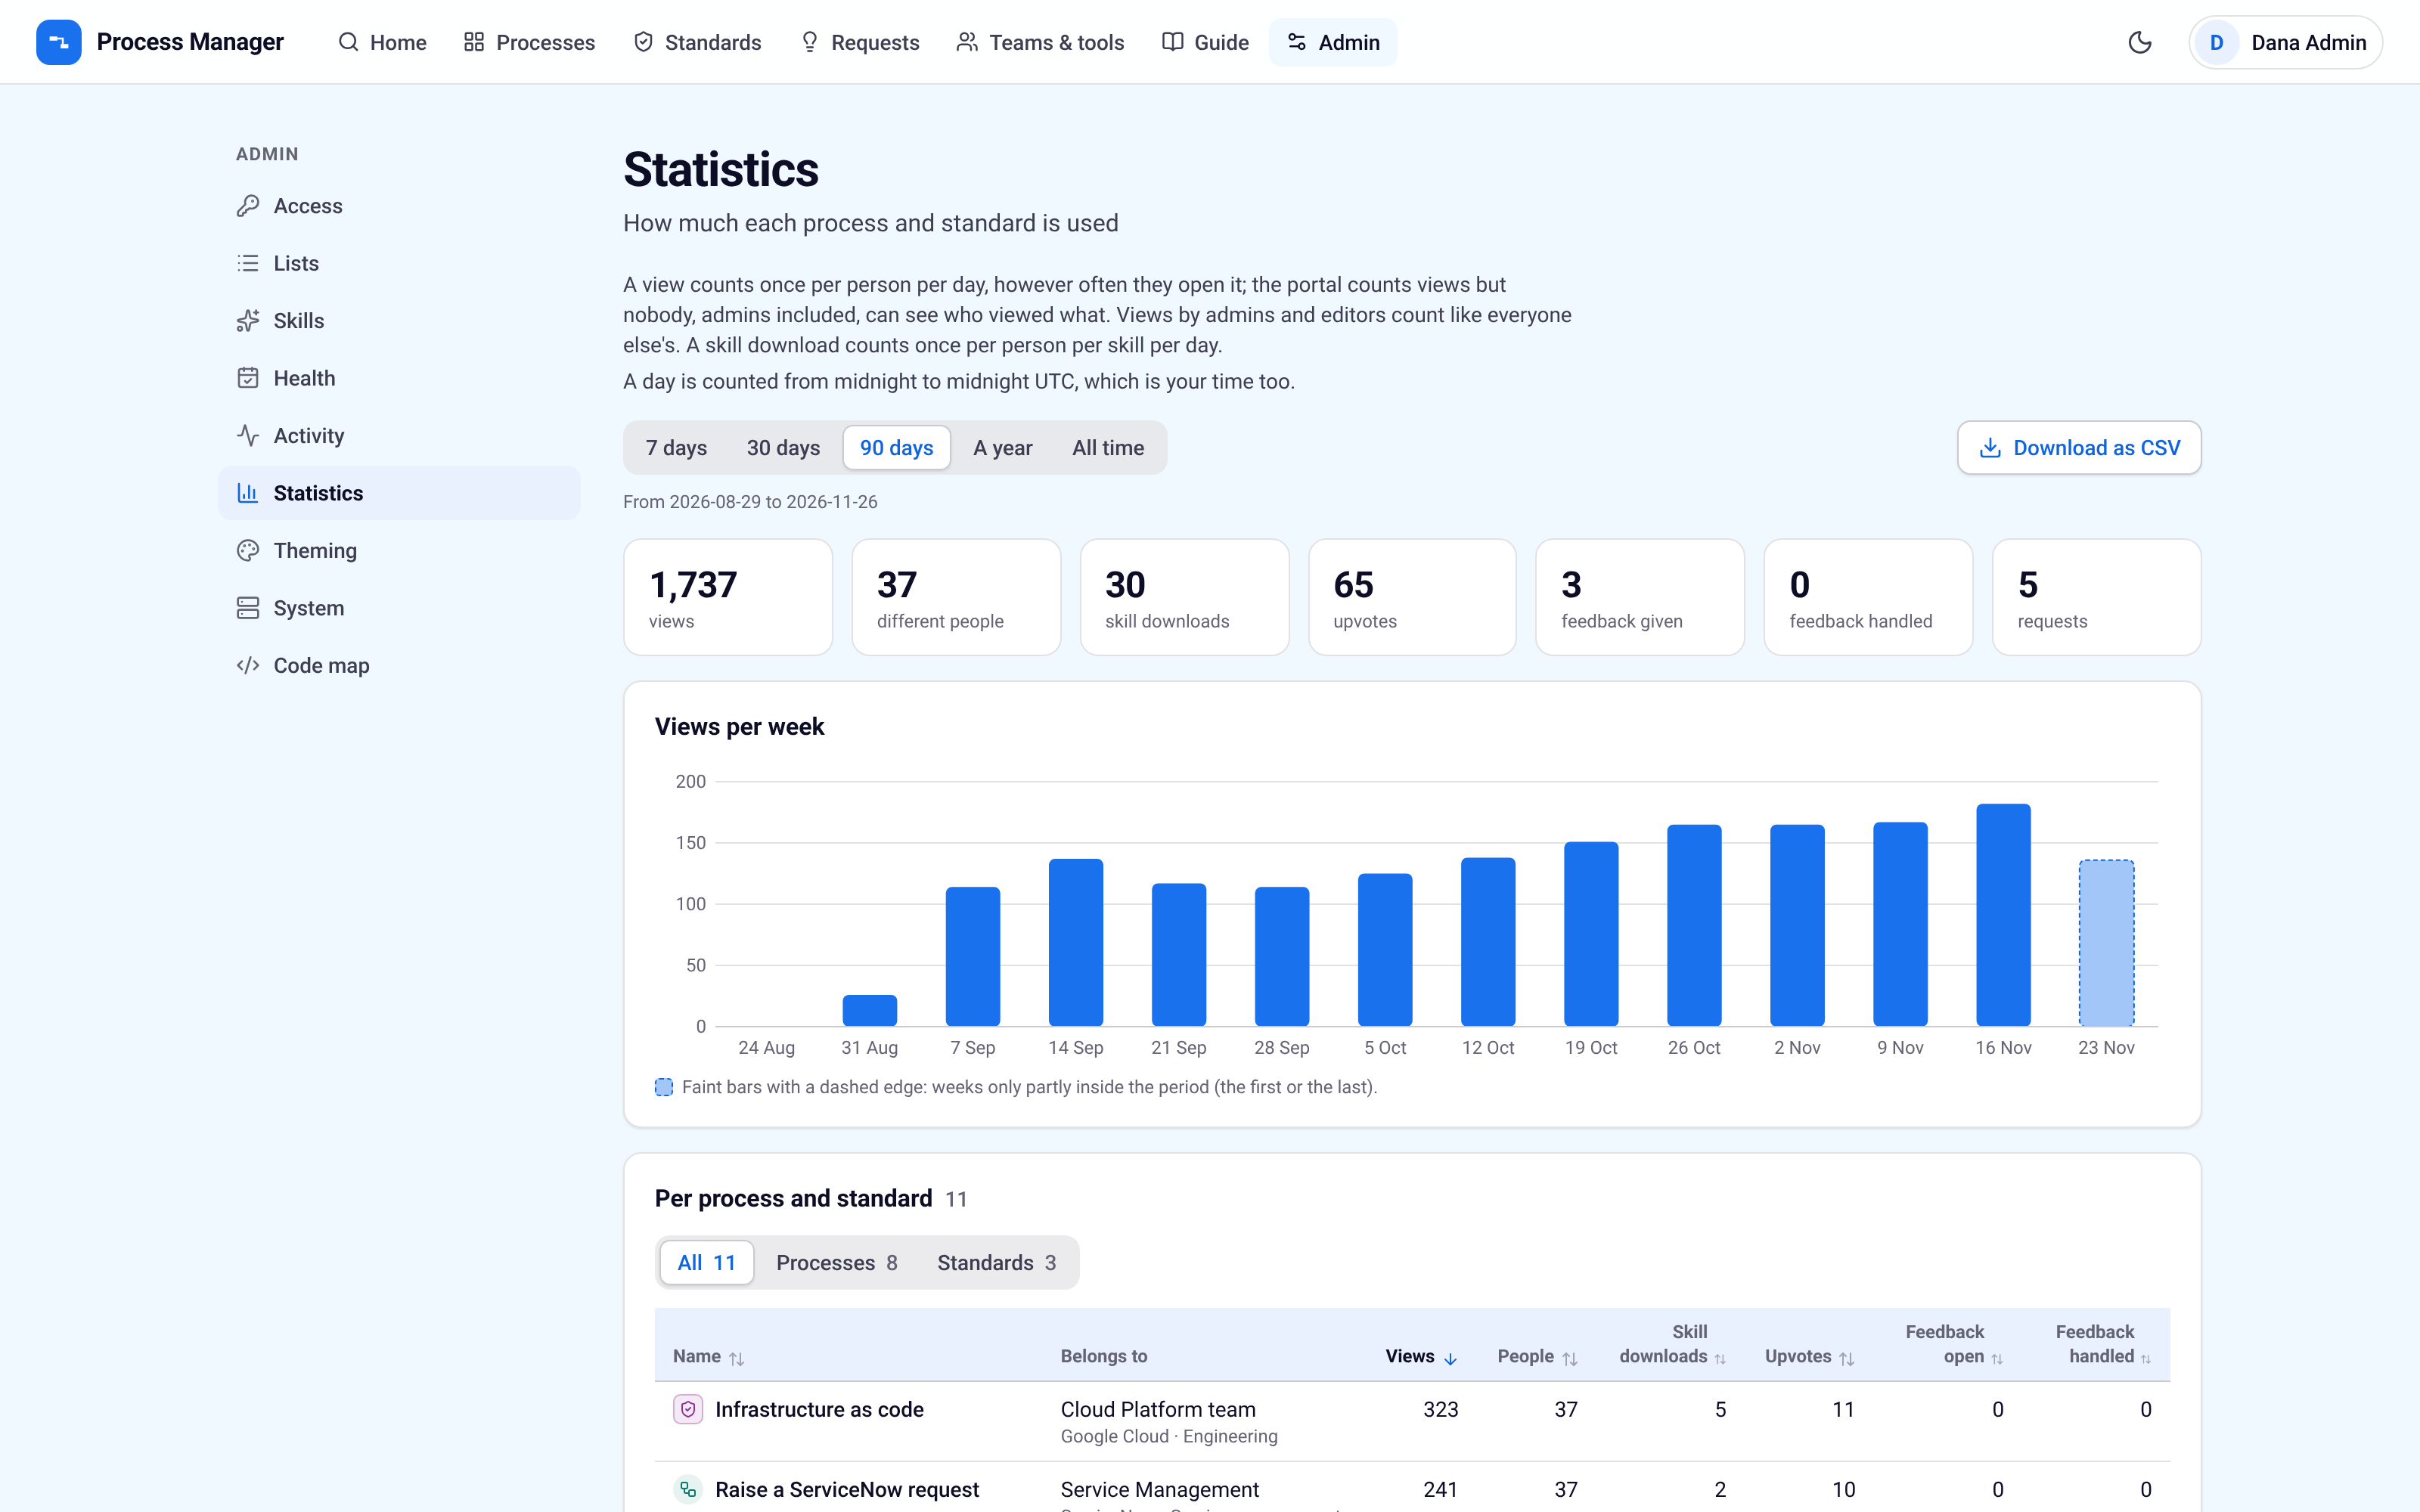 Process Manager
Home
Processes
Standards
Requests
Teams & tools
Guide
Admin
D
Dana Admin
ADMIN
Access
Lists
Skills
Health
Activity
Statistics
Theming
System
Code map
Statistics
How much each process and standard is used
A view counts once per person per day, however often they open it; the portal counts views but
nobody, admins included, can see who viewed what. Views by admins and editors count like everyone
else's. A skill download counts once per person per skill per day.
A day is counted from midnight to midnight UTC, which is your time too.
7 days
30 days
90 days
A year
All time
Download as CSV
From 2026-08-29 to 2026-11-26
1,737
views
37
different people
30
skill downloads
65
upvotes
3
feedback given
0
feedback handled
5
requests
Views per week
200
150
100
50
0
24 Aug
31 Aug
7 Sep
14 Sep
21 Sep
28 Sep
5 Oct
12 Oct
19 Oct
26 Oct
2 Nov
9 Nov
16 Nov
23 Nov
Faint bars with a dashed edge: weeks only partly inside the period (the first or the last).
Per process and standard 11
All 11
Processes 8
Standards 3
Name
Belongs to
Views
People
Skill downloads
Upvotes
Feedback open
Feedback handled
Infrastructure as code
Cloud Platform team
Google Cloud · Engineering
323
37
5
11
0
0
Raise a ServiceNow request
Service Management
241
37
2
10
0
0